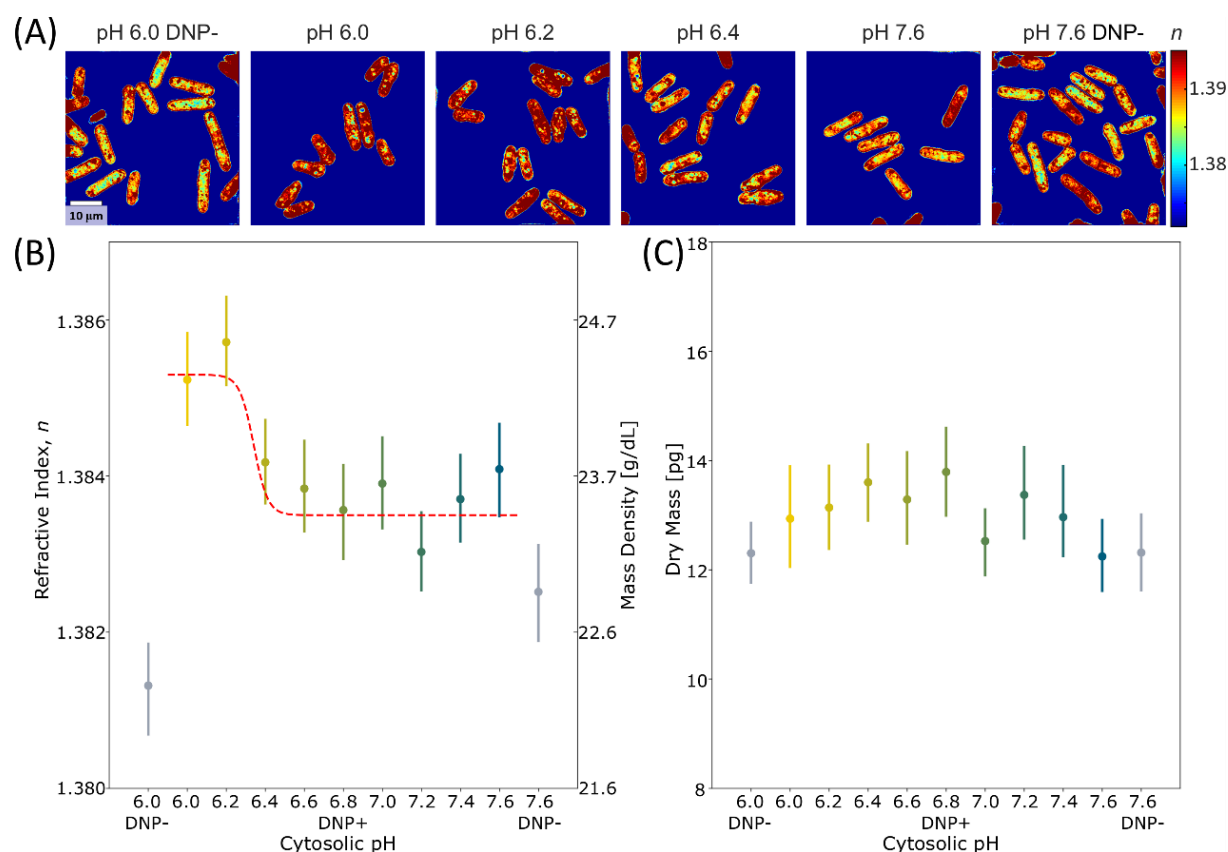 (A)
pH 6.0 DNP- pH 6.0 pH 6.2 pH 6.4 pH 7.6 pH 7.6 DNP- n
1.39
1.38
10 μm
(B)
1.386
1.384
1.382
1.380
Refractive Index, n
24.7
23.7
22.6
21.6
Mass Density [g/dL]
6.0 6.0 6.2 6.4 6.6 6.8 7.0 7.2 7.4 7.6 7.6
DNP- DNP+ DNP-
Cytosolic pH
(C)
18
16
14
12
10
8
Dry Mass [pg]
6.0 6.0 6.2 6.4 6.6 6.8 7.0 7.2 7.4 7.6 7.6
DNP- DNP+ DNP-
Cytosolic pH